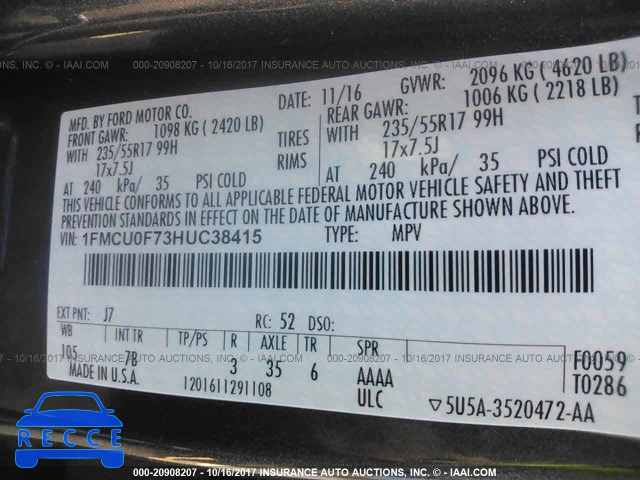 000-20908207 - 10/16/2017 - INSURANCE AUTO AUCTIONS, INC. - IAAI.COM
MFD. BY FORD MOTOR CO.
DATE: 11/16
GVWR: 2096 KG ( 4620 LB)
FRONT GAWR: 1098 KG ( 2420 LB)
REAR GAWR: 1006 KG ( 2218 LB)
WITH 235/55R17 99H TIRES
WITH 235/55R17 99H
17x7.5J RIMS
17x7.5J
AT 240 kPa/ 35 PSI COLD
AT 240 kPa/ 35 PSI COLD
THIS VEHICLE CONFORMS TO ALL APPLICABLE FEDERAL MOTOR VEHICLE SAFETY AND THEFT
PREVENTION STANDARDS IN EFFECT ON THE DATE OF MANUFACTURE SHOWN ABOVE.
VIN: 1FMCU0F73HUC38415
TYPE: MPV
EXT PNT: J7
RC: 52 DSO:
WB INT TR TP/PS R AXLE TR SPR
105 7B 3 35 6 AAAA
F0059
MADE IN U.S.A.
1201611291108
ULC
T0286
▽5U5A-3520472-AA
RECCE
000-20908207 - 10/16/2017 - INSURANCE AUTO AUCTIONS, INC. - IAAI.COM